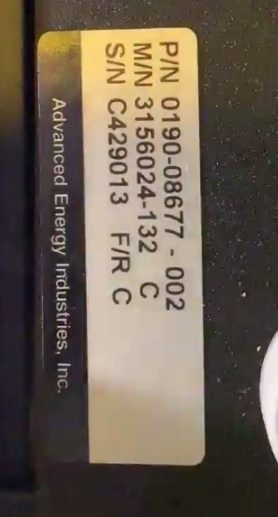 P/N 0190-08677 - 002
M/N 3156024-132 C
S/N C429013 F/R C
Advanced Energy Industries, Inc.